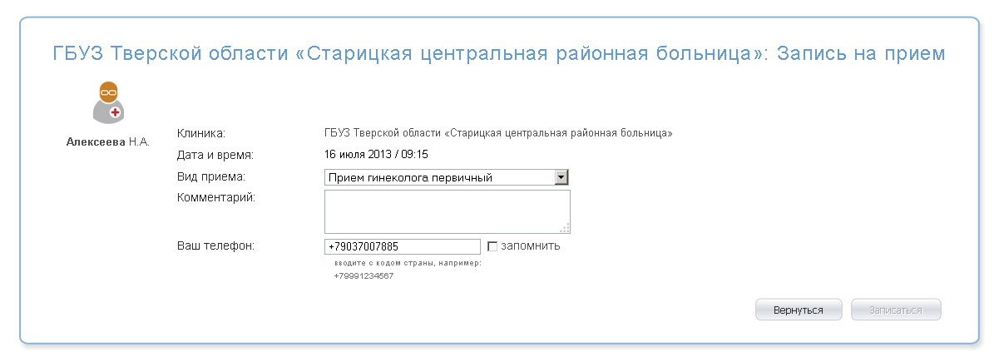 ГБУЗ Тверской области «Старицкая центральная районная больница»: Запись на прием
Алексеева Н.А.
Клиника: ГБУЗ Тверской области «Старицкая центральная районная больница»
Дата и время: 16 июля 2013 / 09:15
Вид приема: Прием гинеколога первичный
Комментарий:
Ваш телефон: +79037007885 запомнить
вводите с кодом страны, например:
+79991234567
Вернуться Записаться